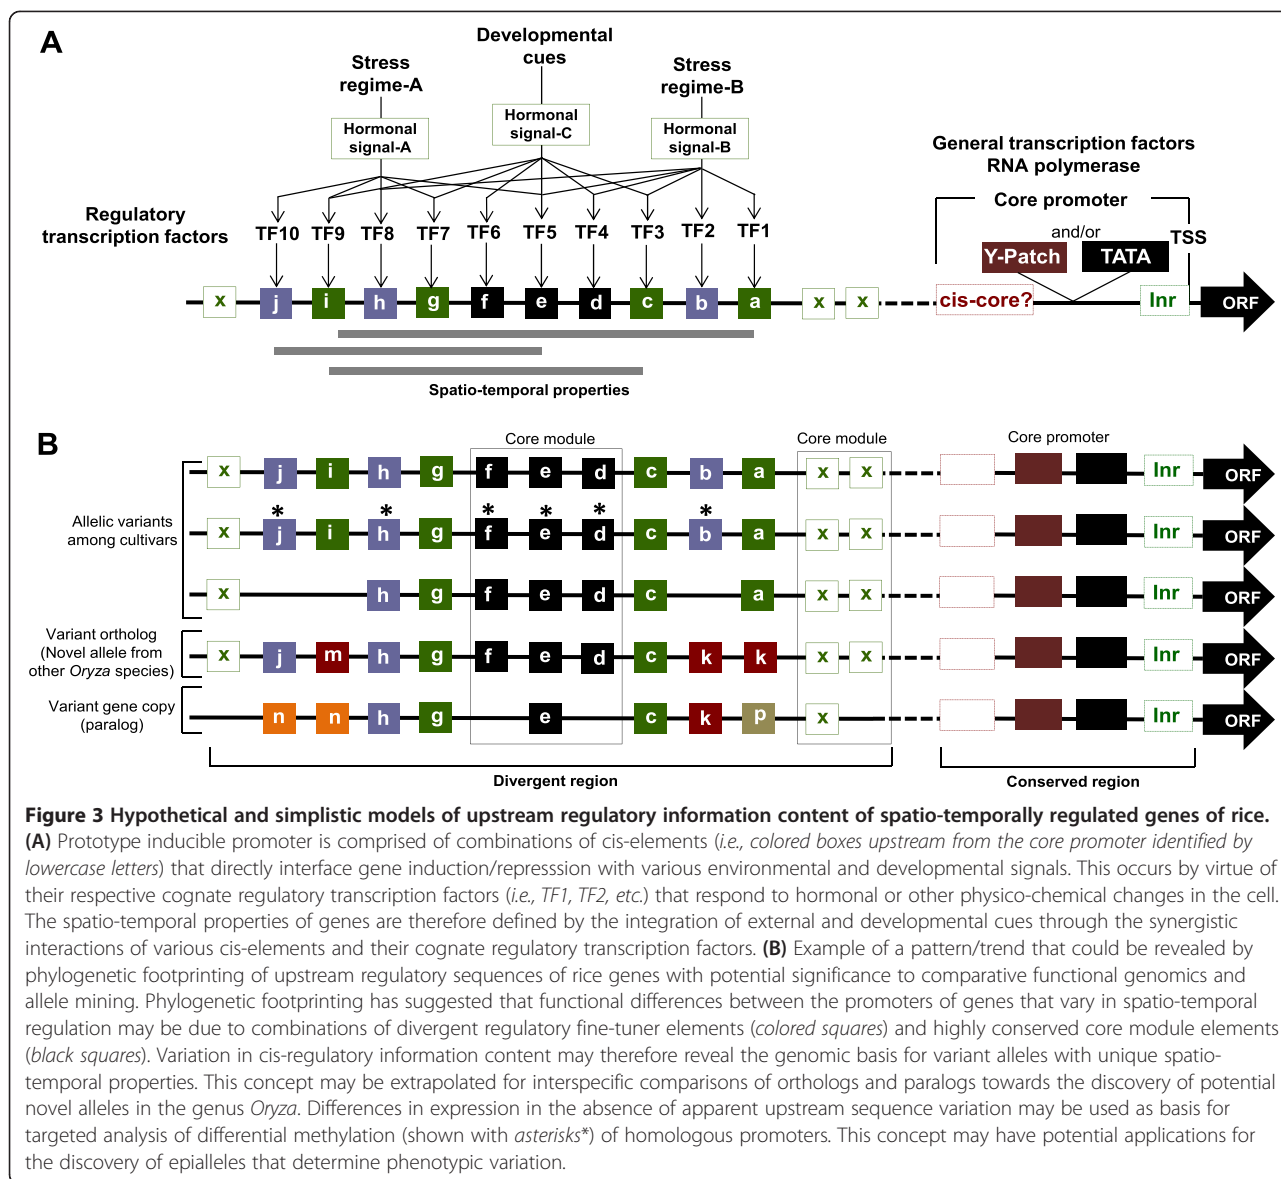 A
Developmental
cues
Stress
regime-A
Stress
regime-B
Hormonal
signal-A
Hormonal
signal-C
Hormonal
signal-B
General transcription factors
RNA polymerase
Core promoter
Regulatory
transcription factors
TF10 TF9 TF8 TF7 TF6 TF5 TF4 TF3 TF2 TF1
and/or
TSS
Y-Patch TATA
x j i h g f e d c b a x x cis-core? Inr ORF
Spatio-temporal properties
B
Core module Core module Core promoter
x j i h g f e d c b a x x Inr ORF
Allelic variants
among cultivars
* * * * * *
x j i h g f e d c b a x x Inr ORF
x h g f e d c a x x Inr ORF
Variant ortholog
(Novel allele from
other Oryza species)
x j m h g f e d c k k x x Inr ORF
Variant gene copy
(paralog)
n n h g e c k p x Inr ORF
Divergent region Conserved region
Figure 3 Hypothetical and simplistic models of upstream regulatory information content of spatio-temporally regulated genes of rice.
(A) Prototype inducible promoter is comprised of combinations of cis-elements (i.e., colored boxes upstream from the core promoter identified by
lowercase letters) that directly interface gene induction/represssion with various environmental and developmental signals. This occurs by virtue of
their respective cognate regulatory transcription factors (i.e., TF1, TF2, etc.) that respond to hormonal or other physico-chemical changes in the cell.
The spatio-temporal properties of genes are therefore defined by the integration of external and developmental cues through the synergistic
interactions of various cis-elements and their cognate regulatory transcription factors. (B) Example of a pattern/trend that could be revealed by
phylogenetic footprinting of upstream regulatory sequences of rice genes with potential significance to comparative functional genomics and
allele mining. Phylogenetic footprinting has suggested that functional differences between the promoters of genes that vary in spatio-temporal
regulation may be due to combinations of divergent regulatory fine-tuner elements (colored squares) and highly conserved core module elements
(black squares). Variation in cis-regulatory information content may therefore reveal the genomic basis for variant alleles with unique spatio-
temporal properties. This concept may be extrapolated for interspecific comparisons of orthologs and paralogs towards the discovery of potential
novel alleles in the genus Oryza. Differences in expression in the absence of apparent upstream sequence variation may be used as basis for
targeted analysis of differential methylation (shown with asterisks*) of homologous promoters. This concept may have potential applications for
the discovery of epialleles that determine phenotypic variation.